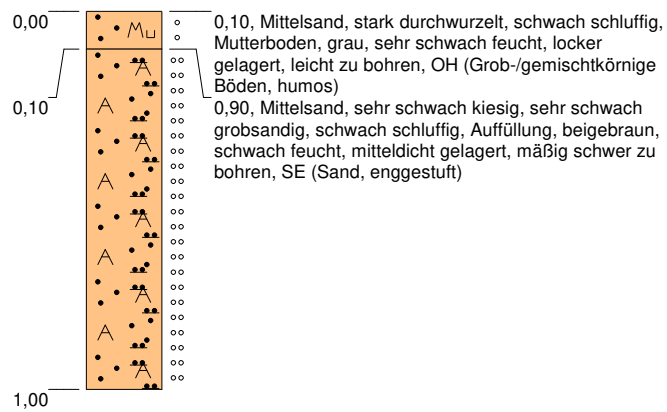 0,00
0,10, Mittelsand, stark durchwurzelt, schwach schluffig,
Mutterboden, grau, sehr schwach feucht, locker
gelagert, leicht zu bohren, OH (Grob-/gemischtkörnige
Böden, humos)
Mu
0,10
0,90, Mittelsand, sehr schwach kiesig, sehr schwach
grobsandig, schwach schluffig, Auffüllung, beigebraun,
schwach feucht, mitteldicht gelagert, mäßig schwer zu
bohren, SE (Sand, enggestuft)
A
A
A
A
A
A
A
A
A
1,00